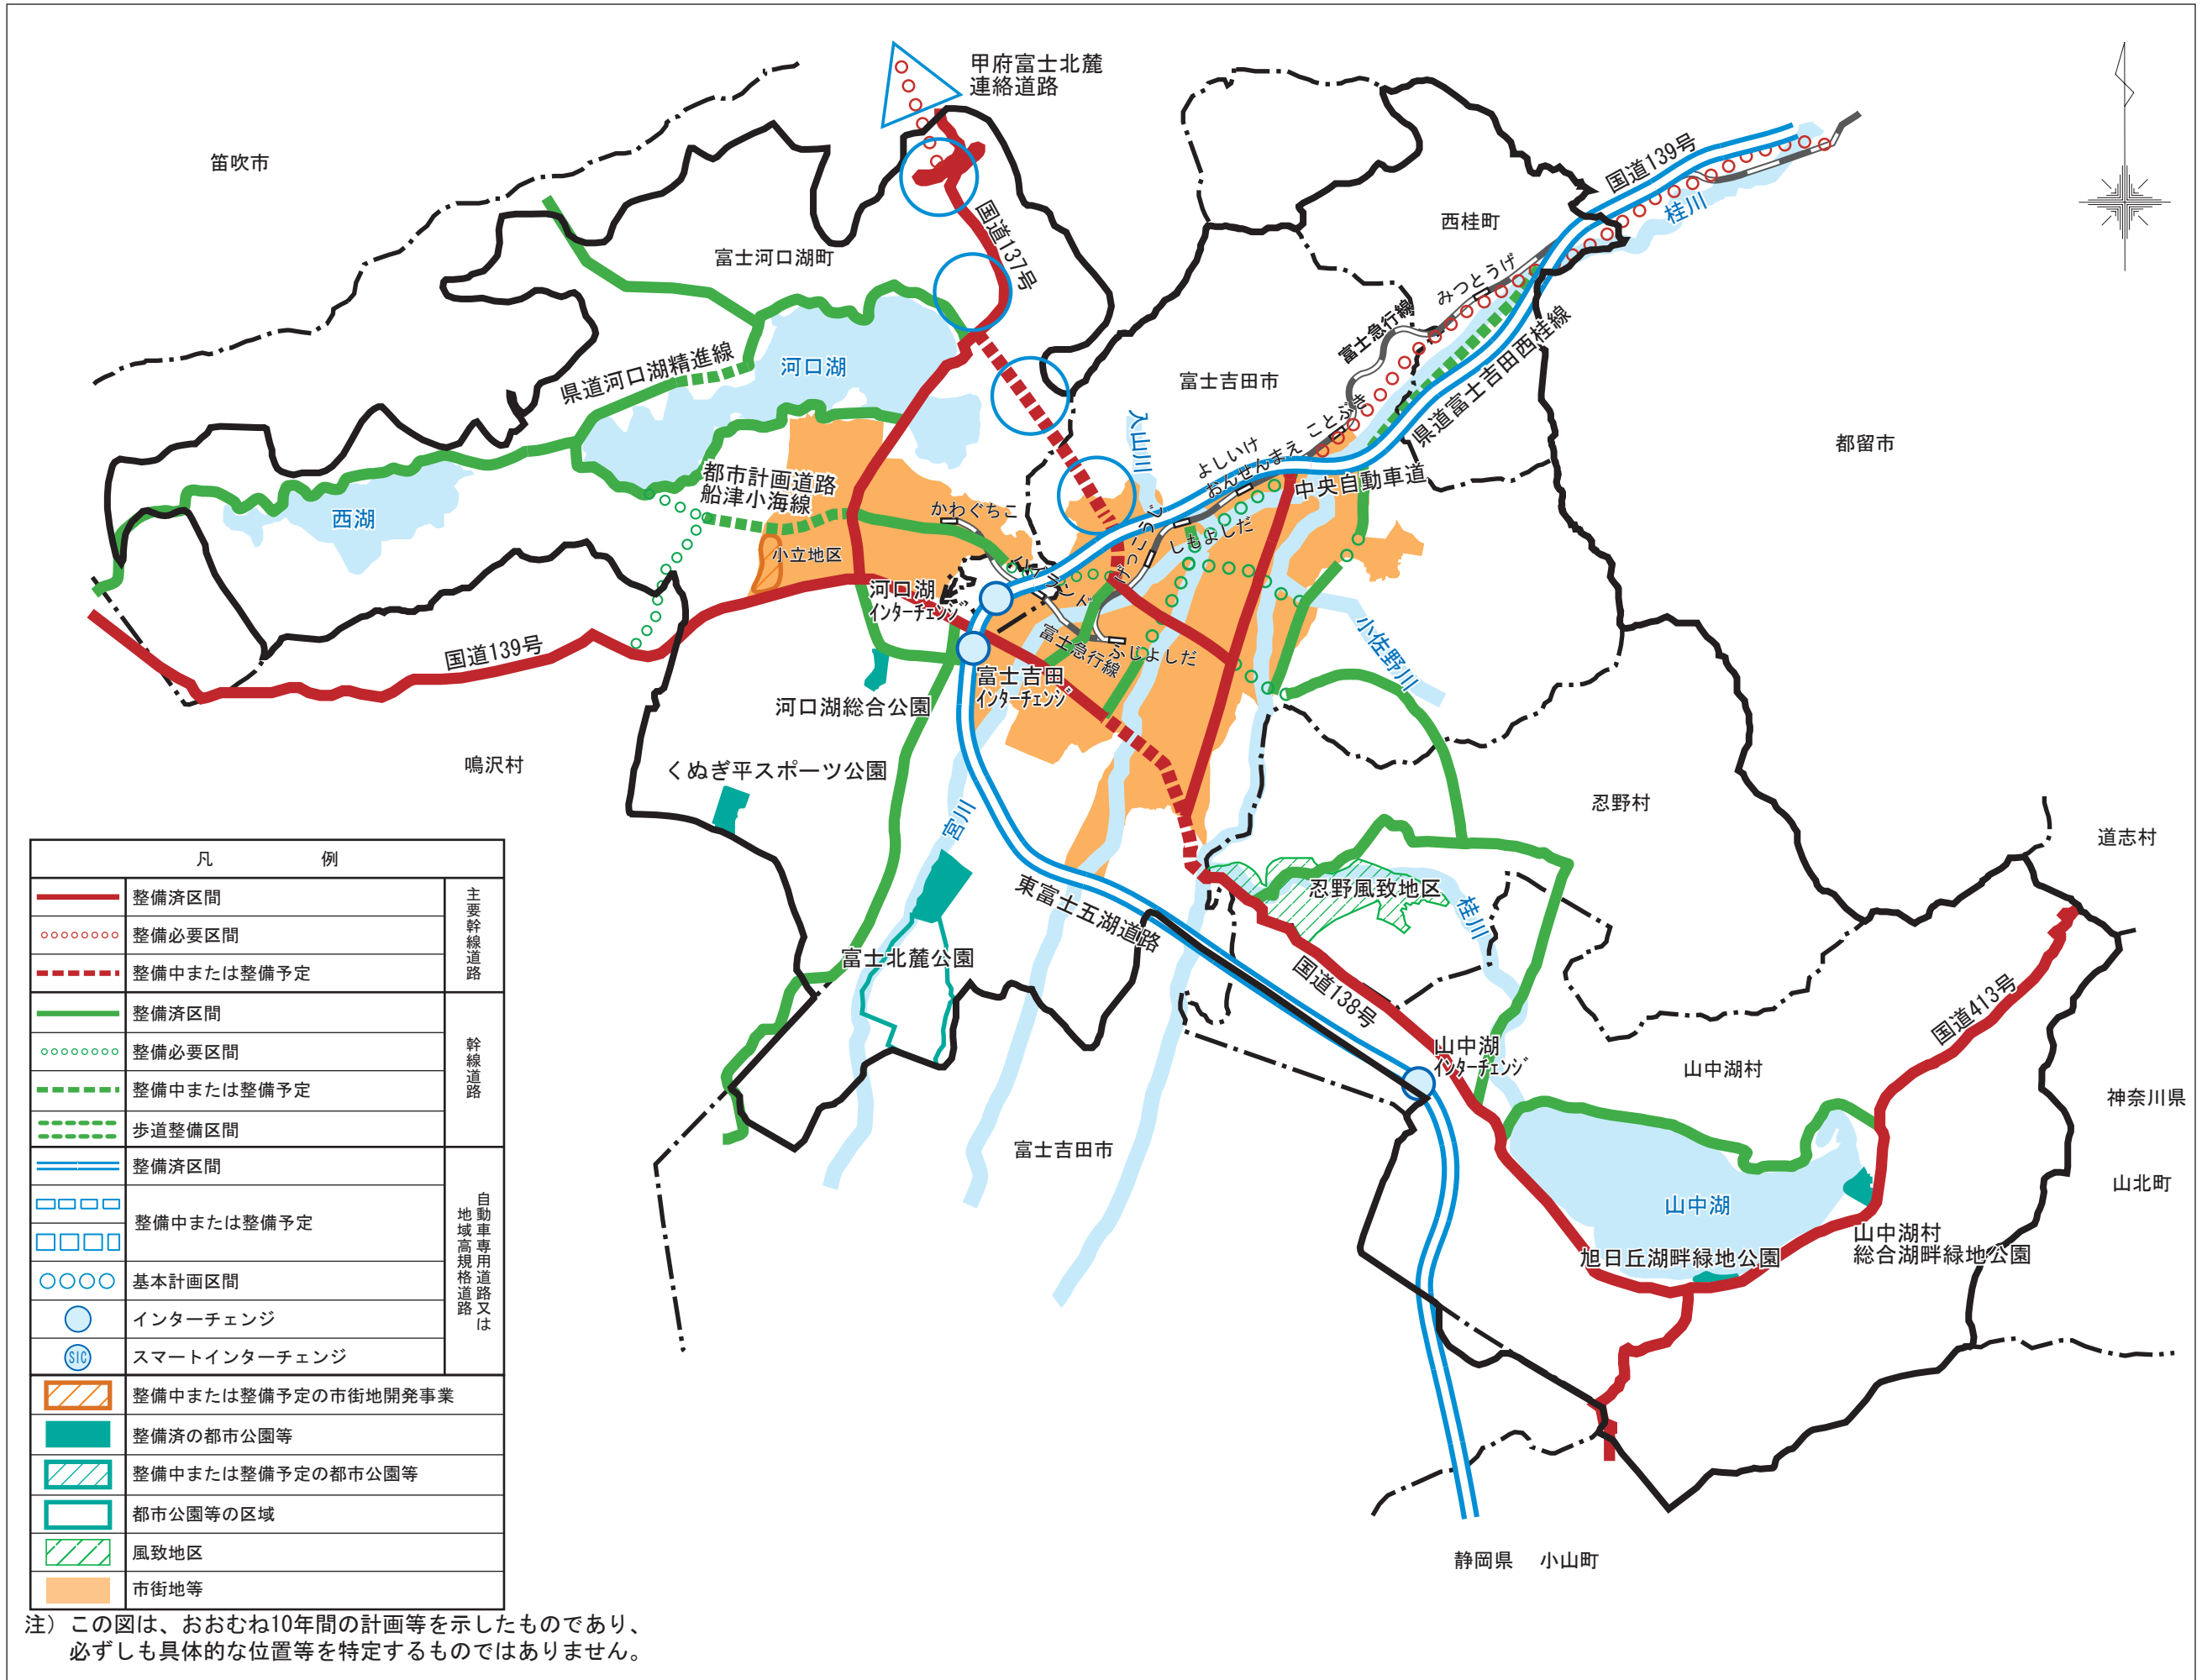 甲府富士北麓
連絡道路
笛吹市
国道139号
桂川
西桂町
国道137号
富士河口湖町
みつとうげ
富士急行線
県道富士吉田西桂線
県道河口湖精進線
河口湖
富士吉田市
ことぶき
入山川
よしいけ
おんせんまえ
都留市
中央自動車道
都市計画道路
船津小海線
西湖
かわぐちこ
しもよしだ
小立地区
河口湖
インターチェンジ
国道139号
富士急行線
ふじよしだ
小佐野川
富士吉田
インターチェンジ
河口湖総合公園
鳴沢村
くぬぎ平スポーツ公園
宮川
忍野村
道志村
忍野風致地区
桂川
東富士五湖道路
富士北麓公園
国道138号
国道413号
山中湖
インターチェンジ
山中湖村
神奈川県
富士吉田市
山北町
山中湖
山中湖村
総合湖畔緑地公園
旭日丘湖畔緑地公園
静岡県 小山町
凡 例
整備済区間
整備必要区間
整備中または整備予定
主要幹線道路
整備済区間
整備必要区間
整備中または整備予定
歩道整備区間
幹線道路
整備済区間
整備中または整備予定
基本計画区間
インターチェンジ
SIC
スマートインターチェンジ
自動車専用道路又は
地域高規格道路
整備中または整備予定の市街地開発事業
整備済の都市公園等
整備中または整備予定の都市公園等
都市公園等の区域
風致地区
市街地等
注) この図は、おおむね10年間の計画等を示したものであり、
必ずしも具体的な位置等を特定するものではありません。